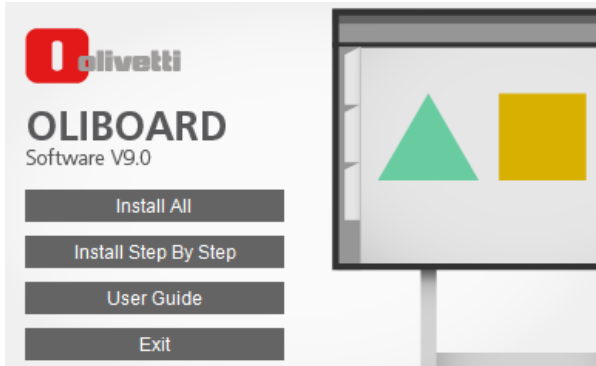 olivetti
OLIBOARD
Software V9.0
Install All
Install Step By Step
User Guide
Exit